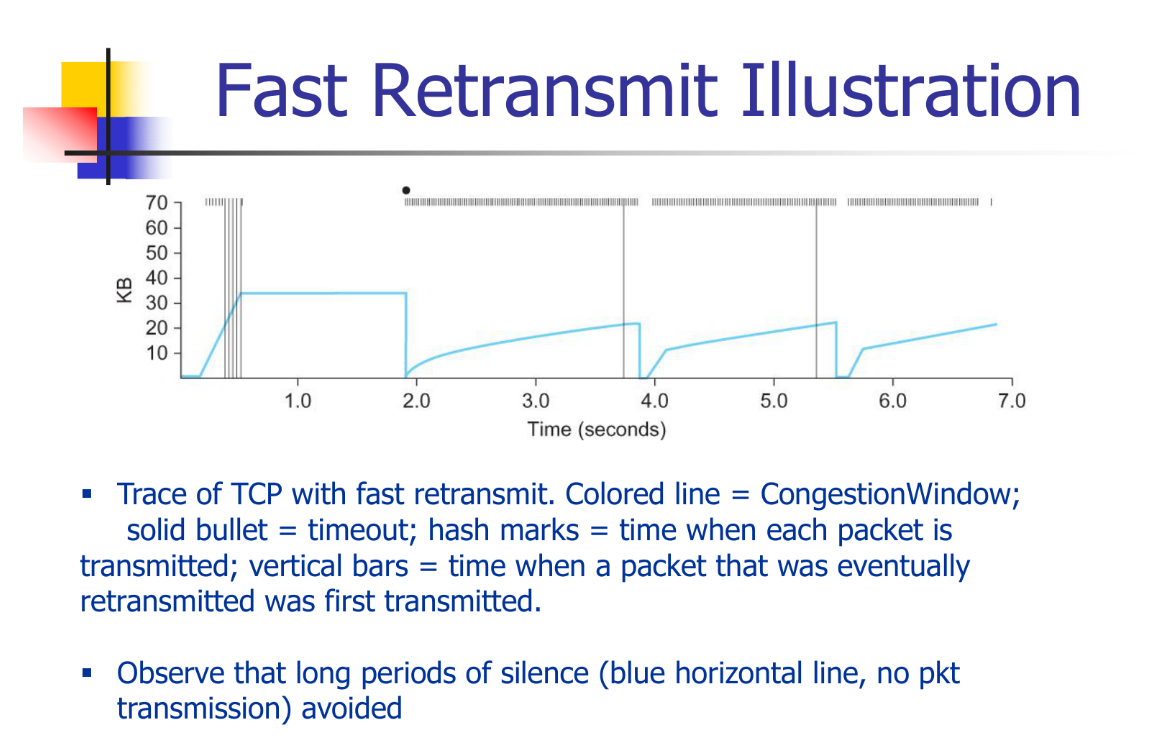 Fast Retransmit Illustration
70
60
50
40
30
20
10
KB
1.0 2.0 3.0 4.0 5.0 6.0 7.0
Time (seconds)
▪ Trace of TCP with fast retransmit. Colored line = CongestionWindow;
solid bullet = timeout; hash marks = time when each packet is
transmitted; vertical bars = time when a packet that was eventually
retransmitted was first transmitted.
▪ Observe that long periods of silence (blue horizontal line, no pkt
transmission) avoided